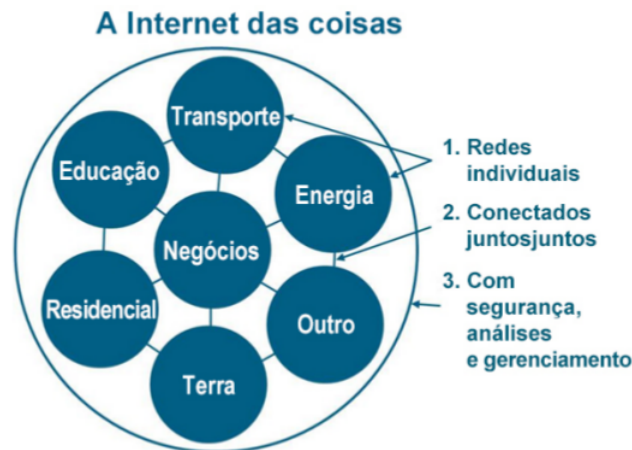 A Internet das coisas
Transporte
Educação
Energia
Negócios
Residencial
Outro
Terra
1. Redes
individuais
2. Conectados
juntosjuntos
3. Com
segurança,
análises
e gerenciamento